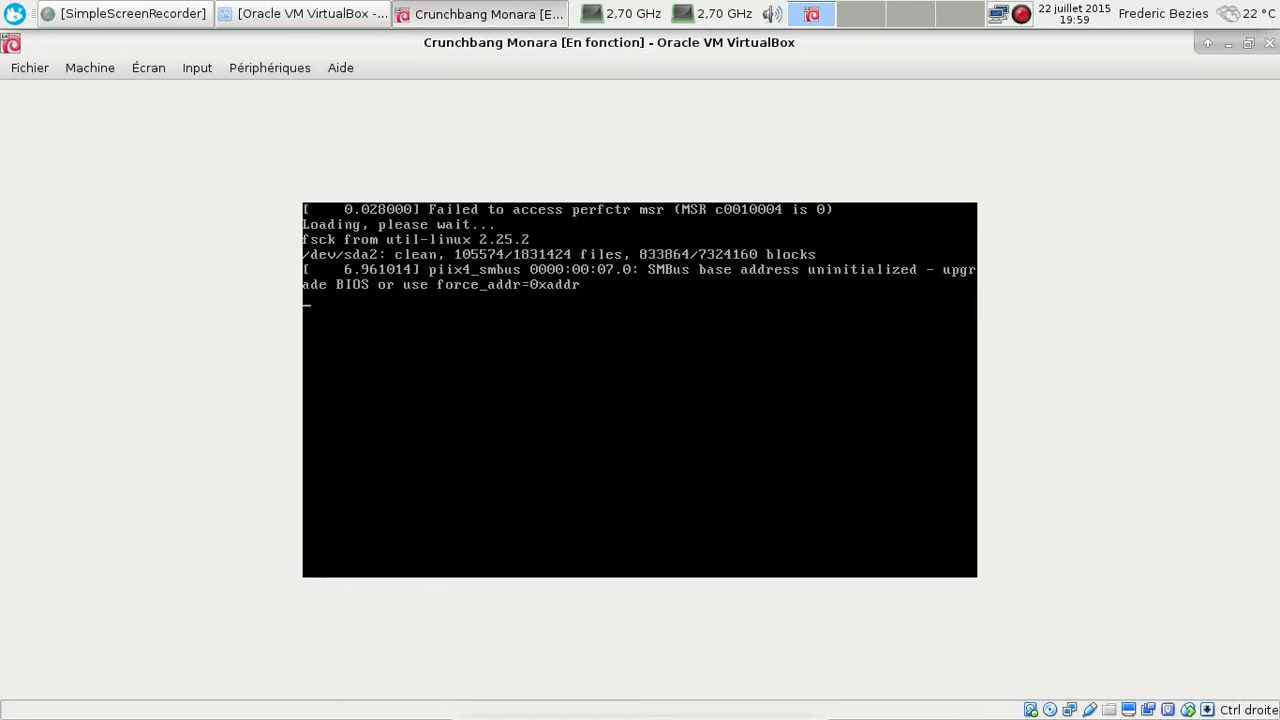 [SimpleScreenRecorder]
[Oracle VM VirtualBox -...
Crunchbang Monara [E...
2,70 GHz
2,75 GHz
22 juillet 2015
19:59
Frederic Bezies
22 °C
Crunchbang Monara [En fonction] - Oracle VM VirtualBox
Fichier
Machine
Écran
Input
Périphériques
Aide
[    0.028000] Failed to access perfctr msr (MSR c0010004 is 0)
Loading, please wait...
fsck from util-linux 2.25.2
/dev/sda2: clean, 105574/1831424 files, 833864/7324160 blocks
[    6.961014] piix4_smbus 0000:00:07.0: SMBus base address uninitialized - upgr
ade BIOS or use force_addr=0xaddr
_
Ctrl droite